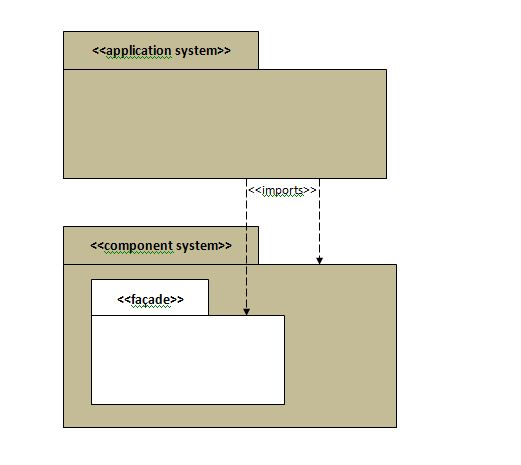 <<application system>>
<<imports>>
<<component system>>
<<façade>>